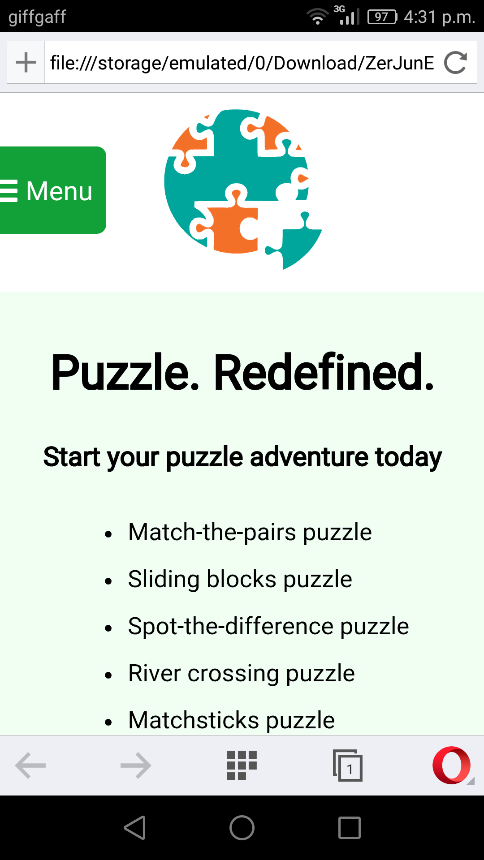 giffgaff 3G 97 4:31 p.m.
file:///storage/emulated/0/Download/ZerJunE
Menu
Puzzle. Redefined.
Start your puzzle adventure today
Match-the-pairs puzzle
Sliding blocks puzzle
Spot-the-difference puzzle
River crossing puzzle
Matchsticks puzzle
1